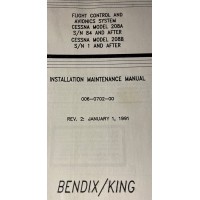 FLIGHT CONTROL AND
AVIONICS SYSTEM
CESSNA MODEL 208A
S/N 84 AND AFTER
CESSNA MODEL 208B
S/N 1 AND AFTER
INSTALLATION MAINTENANCE MANUAL
006-0702-00
REV. 2: JANUARY 1, 1991
BENDIX/KING